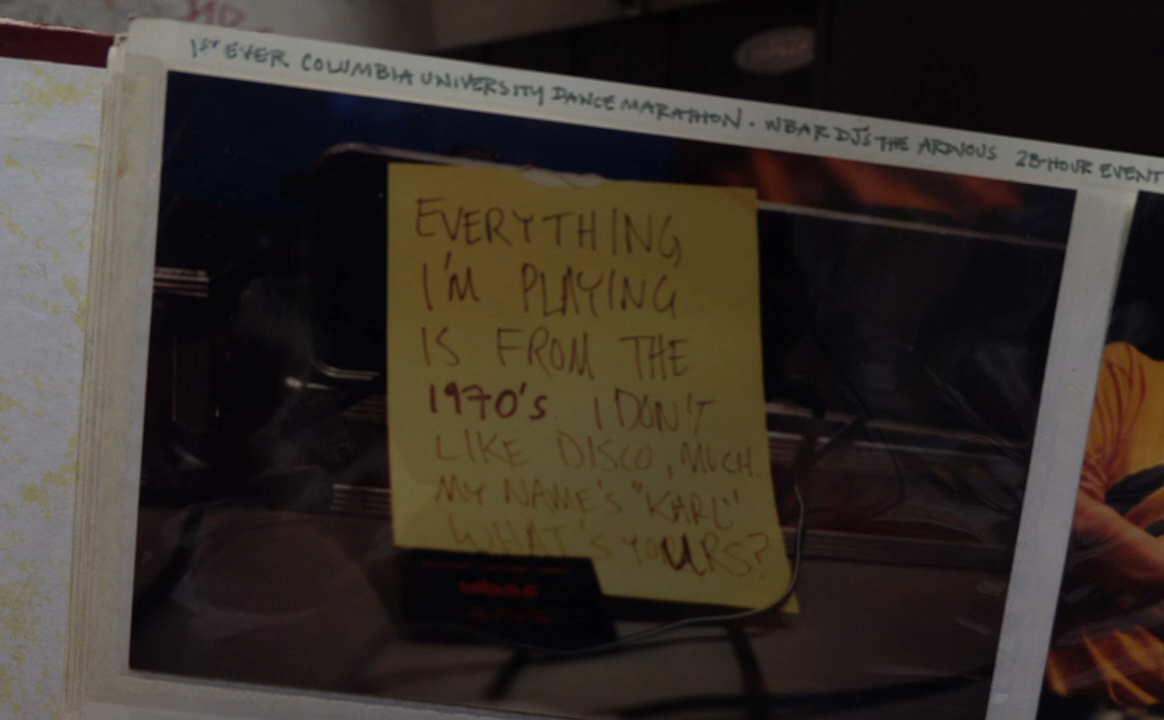 1ST EVER COLUMBIA UNIVERSITY DANCE MARATHON. WBAR DJ'S THE ARDUOUS 28-HOUR EVENT
EVERYTHING
I'M PLAYING
IS FROM THE
1970'S. I DON'T
LIKE DISCO, MUCH.
MY NAME'S "KARL"
WHAT'S YOURS?